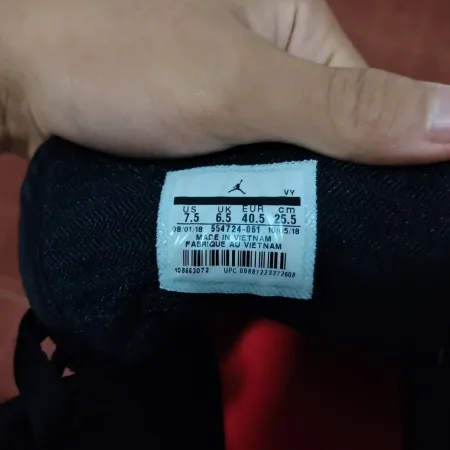 VY
US UK EUR cm
7.5 6.5 40.5 25.5
08/01/18 554724-051 10/05/18
MADE IN VIETNAM
FABRIQUE AU VIETNAM
UPC